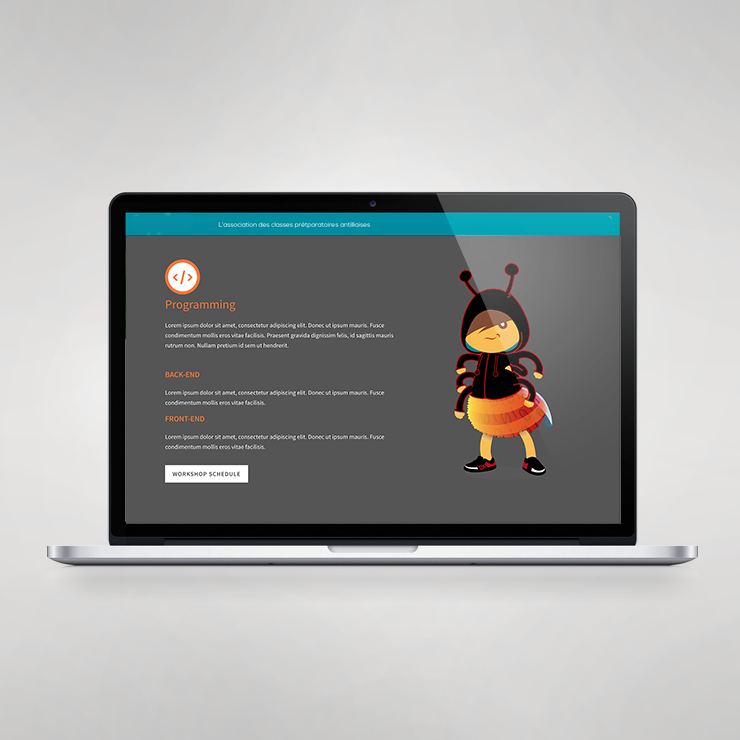 L'association des classes prétparatoires antillaises
</>
Programming
Lorem ipsum dolor sit amet, consectetur adipiscing elit. Donec ut ipsum mauris. Fusce
condimentum mollis eros vitae facilisis. Praesent gravida dignissim felis, id sagittis mauris
rutrum non. Nullam pretium id sem ut hendrerit.
BACK-END
Lorem ipsum dolor sit amet, consectetur adipiscing elit. Donec ut ipsum mauris. Fusce
condimentum mollis eros vitae facilisis.
FRONT-END
Lorem ipsum dolor sit amet, consectetur adipiscing elit. Donec ut ipsum mauris. Fusce
condimentum mollis eros vitae facilisis.
WORKSHOP SCHEDULE